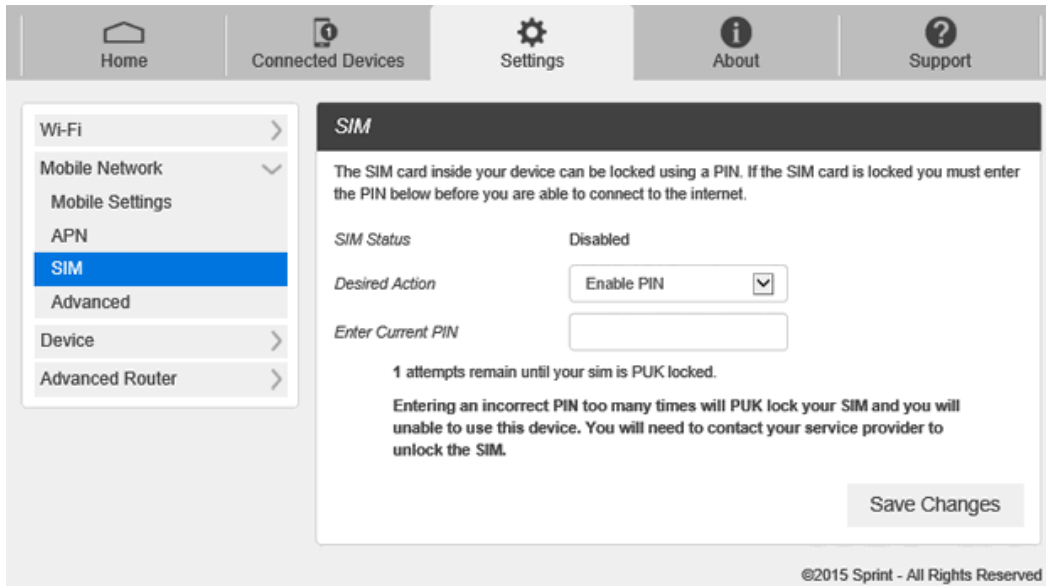 Home
1
Connected Devices
Settings
About
Support
Wi-Fi
Mobile Network
Mobile Settings
APN
SIM
Advanced
Device
Advanced Router
SIM
The SIM card inside your device can be locked using a PIN. If the SIM card is locked you must enter
the PIN below before you are able to connect to the internet.
SIM Status Disabled
Desired Action Enable PIN
Enter Current PIN
1 attempts remain until your sim is PUK locked.
Entering an incorrect PIN too many times will PUK lock your SIM and you will
unable to use this device. You will need to contact your service provider to
unlock the SIM.
Save Changes
©2015 Sprint - All Rights Reserved